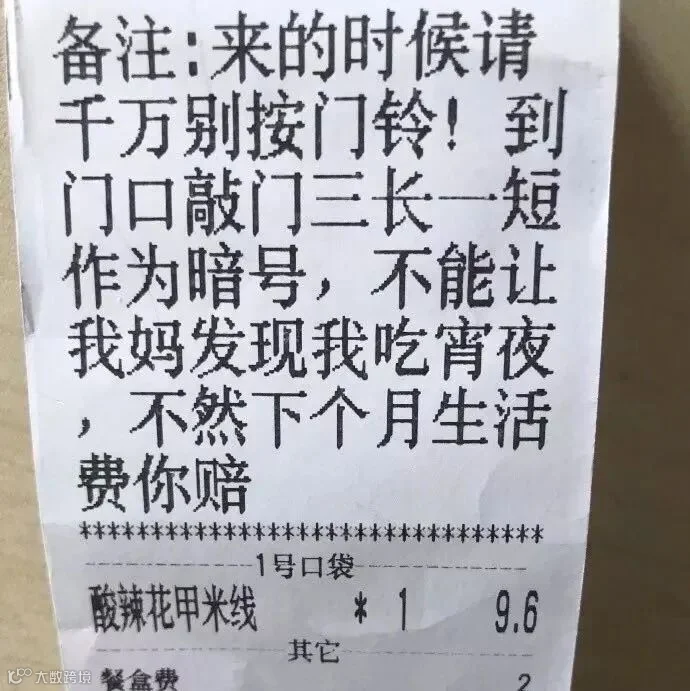 备注:来的时候请
千万别按门铃!到
门口敲门三长一短
作为暗号,不能让
我妈发现我吃宵夜
,不然下个月生活
费你赔
**********************************
1号口袋
酸辣花甲米线 * 1 9.6
其它
餐盒费 2
大数跨境